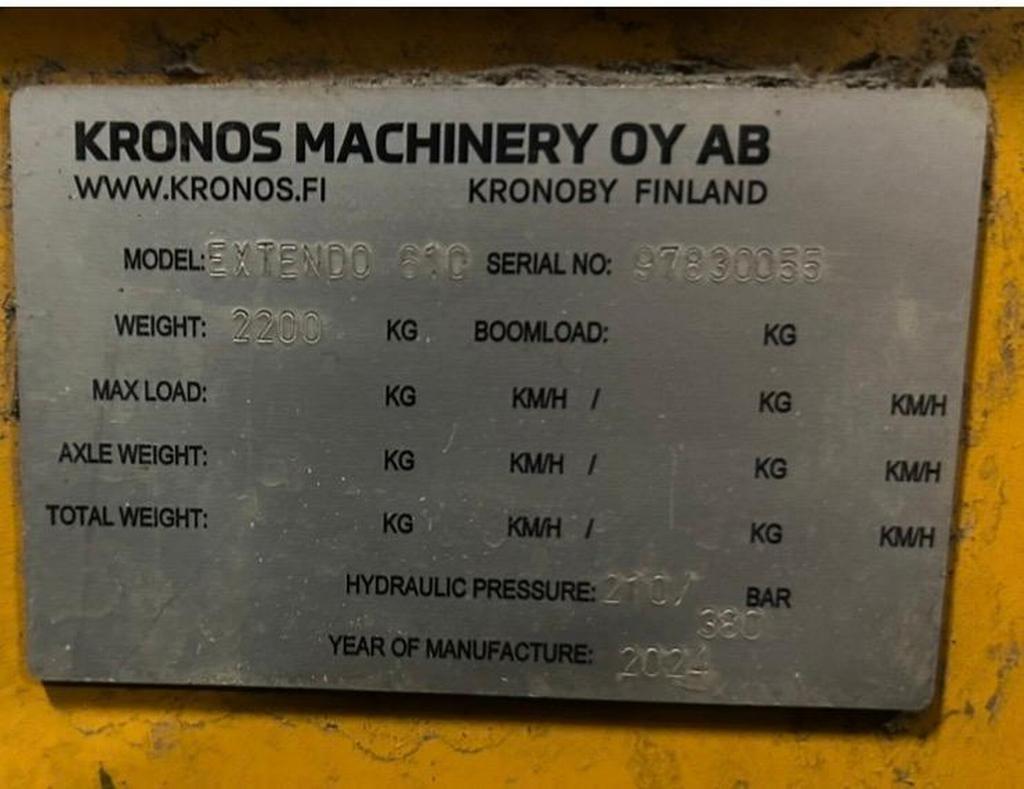 KRONOS MACHINERY OY AB
WWW.KRONOS.FI KRONOBY FINLAND
MODEL: EXTENDO 610 SERIAL NO: 97830055
WEIGHT: 2200 KG BOOMLOAD: KG
MAX LOAD: KG KM/H / KG KM/H
AXLE WEIGHT: KG KM/H / KG KM/H
TOTAL WEIGHT: KG KM/H / KG KM/H
HYDRAULIC PRESSURE: 210/ BAR
380
YEAR OF MANUFACTURE: 2024